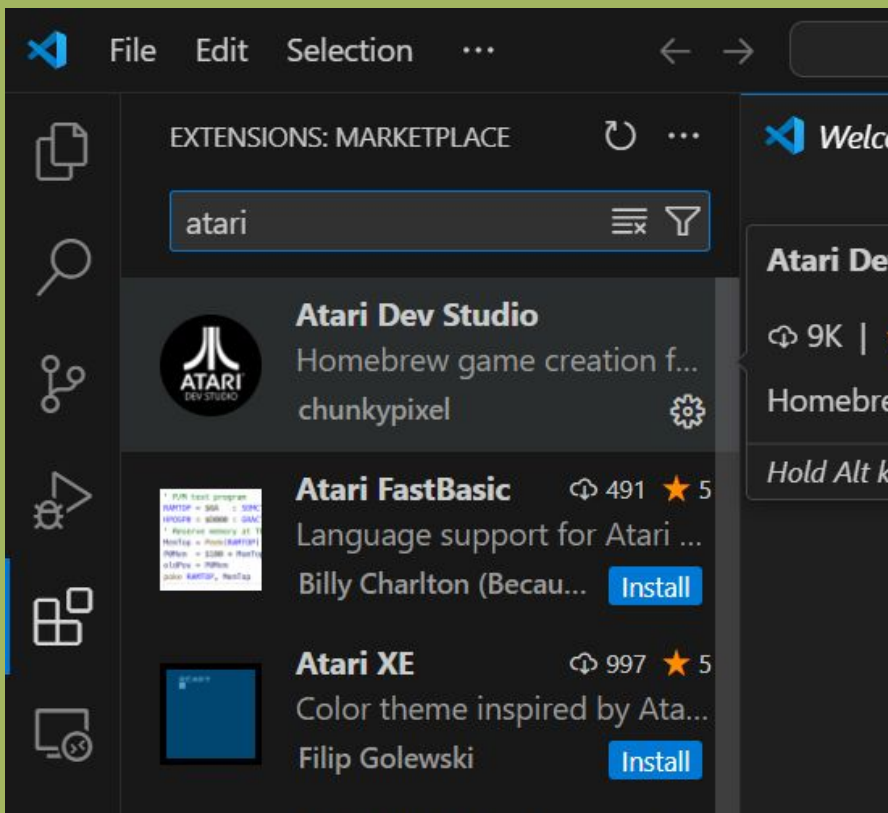 File Edit Selection ...
EXTENSIONS: MARKETPLACE
Welco
atari
Atari Dev Studio
Homebrew game creation f...
chunkypixel
ATARI
DEV STUDIO
Atari De
9K |
Homebre
Hold Alt k
Atari FastBasic 491 ★ 5
Language support for Atari ...
Billy Charlton (Becau... Install
Atari XE 997 ★ 5
Color theme inspired by Ata...
Filip Golewski Install
READY